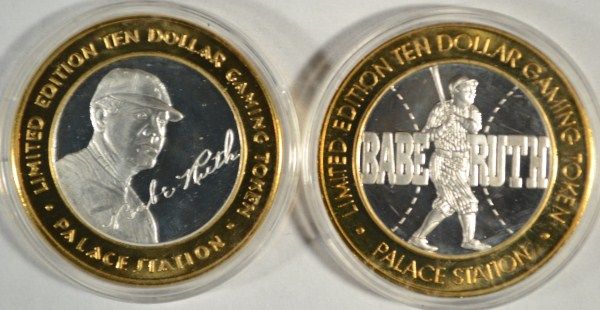 LIMITED EDITION TEN DOLLAR GAMING TOKEN
Babe Ruth
• PALACE STATION •
LIMITED EDITION TEN DOLLAR GAMING TOKEN
BABE RUTH
• PALACE STATION •